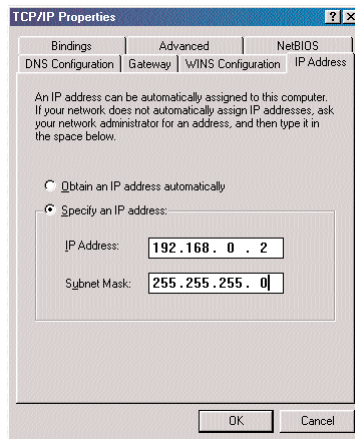 TCP/IP Properties
Bindings Advanced NetBIOS
DNS Configuration Gateway WINS Configuration IP Address
An IP address can be automatically assigned to this computer.
If your network does not automatically assign IP addresses, ask
your network administrator for an address, and then type it in
the space below.
Obtain an IP address automatically
Specify an IP address:
IP Address: 192.168. 0 . 2
Subnet Mask: 255.255.255. 0
OK Cancel